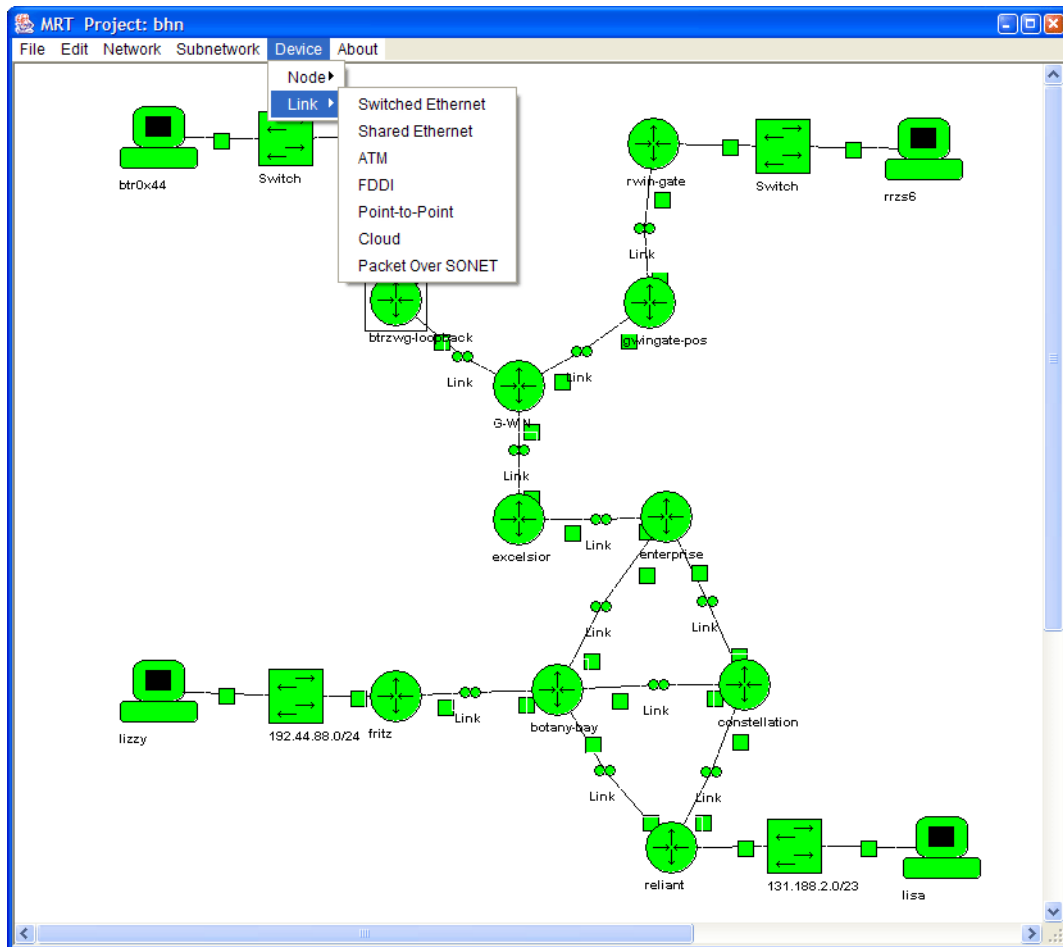 MRT Project: bhn
File Edit Network Subnetwork Device About
Node
Link
Switched Ethernet
Shared Ethernet
ATM
FDDI
Point-to-Point
Cloud
Packet Over SONET
btr0x44
Switch
rwin-gate
Switch
rrzs6
Link
btrzwg-loopback
gwingate-pos
Link
Link
G-WIN
Link
excelsior
Link
enterprise
Link
Link
lizzy
192.44.88.0/24
fritz
Link
botany-bay
Link
constellation
Link
Link
reliant
131.188.2.0/23
lisa